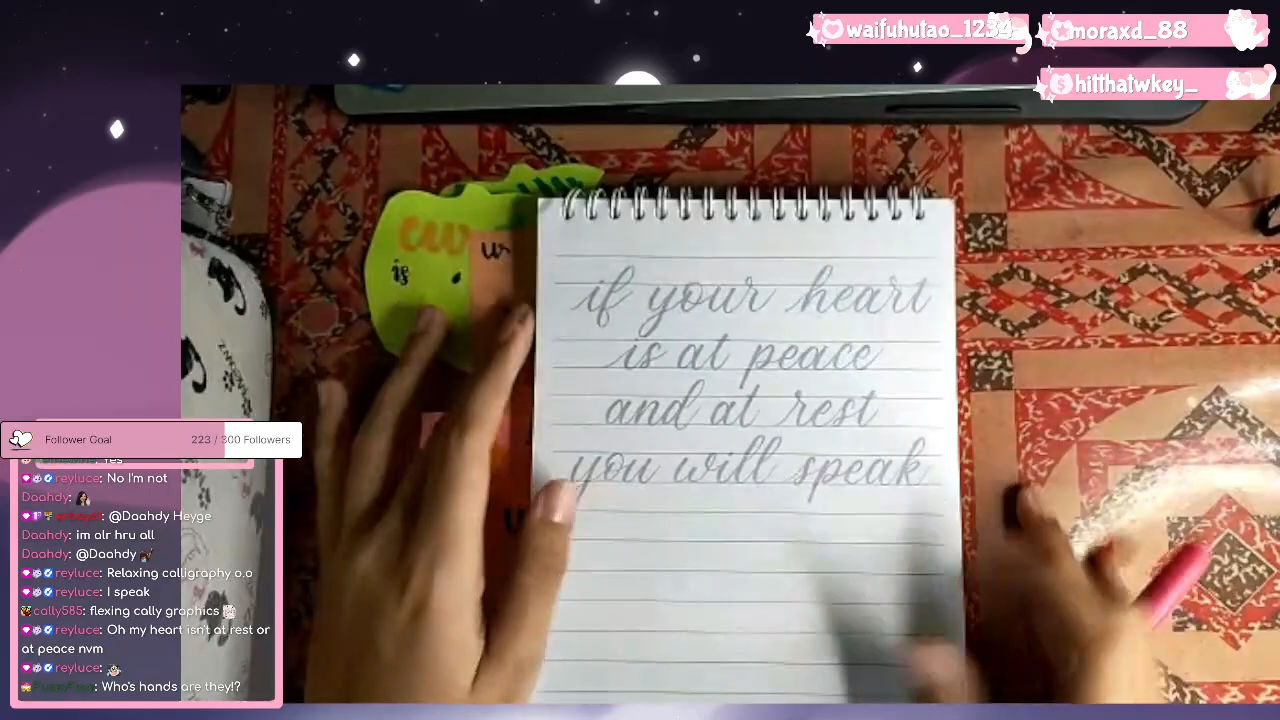 waifuhutao_1234
moraxd_88
hitthatwkey_
is
if your heart
is at peace
and at rest
you will speak
Follower Goal 223 / 300 Followers
Yes
reyluce: No I'm not
Daahdy:
@Daahdy Heyge
Daahdy: im alr hru all
Daahdy: @Daahdy
reyluce: Relaxing calligraphy o.o
reyluce: I speak
cally585: flexing cally graphics
reyluce: Oh my heart isn't at rest or
at peace nvm
reyluce:
Who's hands are they!?